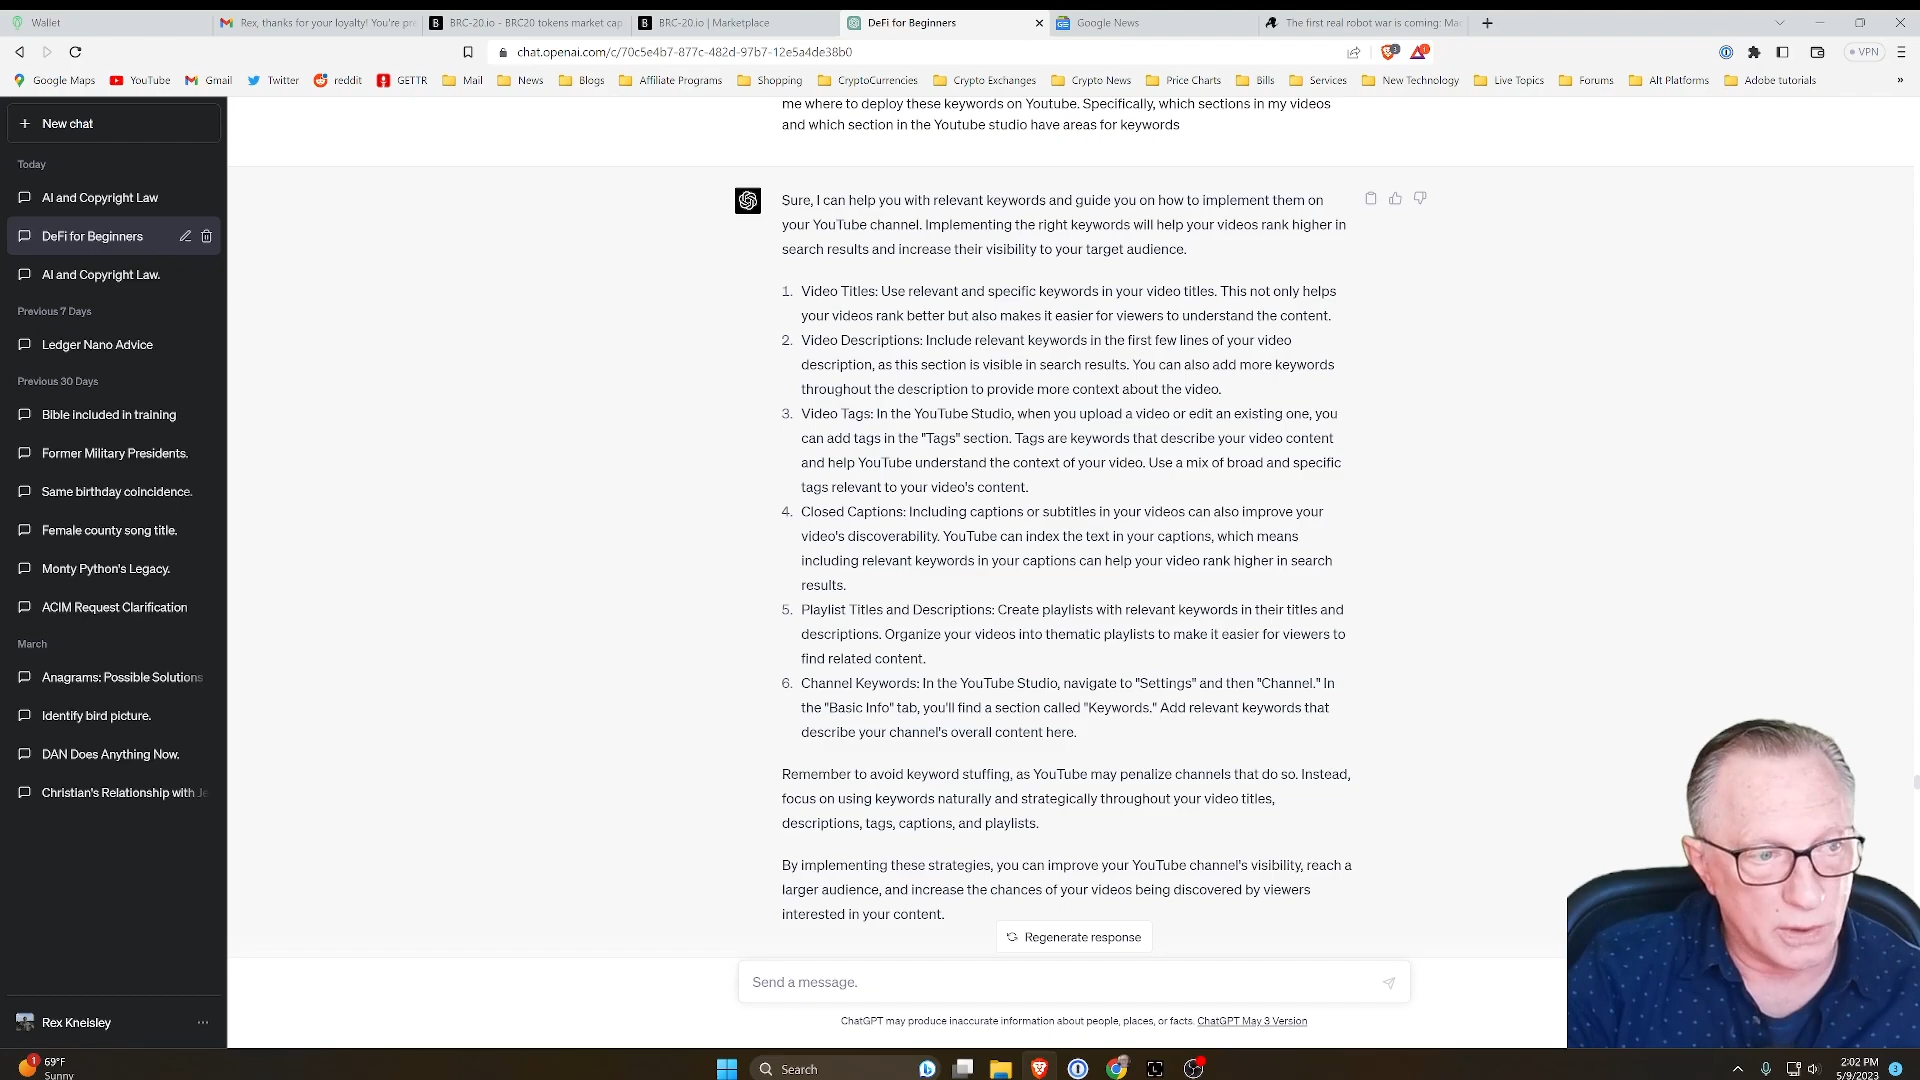 Wallet
Rex, thanks for your loyalty! You're pre
BRC-20.io - BRC20 tokens market cap
BRC-20.io | Marketplace
DeFi for Beginners
Google News
The first real robot war is coming: Mac
chat.openai.com/c/70c5e4b7-877c-482d-97b7-12e5a4de38b0
VPN
Google Maps
YouTube
Gmail
Twitter
reddit
GETTR
Mail
News
Blogs
Affiliate Programs
Shopping
CryptoCurrencies
Crypto Exchanges
Crypto News
Price Charts
Bills
Services
New Technology
Live Topics
Forums
Alt Platforms
Adobe tutorials
New chat
Today
AI and Copyright Law
DeFi for Beginners
AI and Copyright Law.
Previous 7 Days
Ledger Nano Advice
Previous 30 Days
Bible included in training
Former Military Presidents.
Same birthday coincidence.
Female county song title.
Monty Python's Legacy.
ACIM Request Clarification
March
Anagrams: Possible Solutions
Identify bird picture.
DAN Does Anything Now.
Christian's Relationship with Je
Rex Kneisley
me where to deploy these keywords on Youtube. Specifically, which sections in my videos
and which section in the Youtube studio have areas for keywords
Sure, I can help you with relevant keywords and guide you on how to implement them on
your YouTube channel. Implementing the right keywords will help your videos rank higher in
search results and increase their visibility to your target audience.
1. Video Titles: Use relevant and specific keywords in your video titles. This not only helps
your videos rank better but also makes it easier for viewers to understand the content.
2. Video Descriptions: Include relevant keywords in the first few lines of your video
description, as this section is visible in search results. You can also add more keywords
throughout the description to provide more context about the video.
3. Video Tags: In the YouTube Studio, when you upload a video or edit an existing one, you
can add tags in the "Tags" section. Tags are keywords that describe your video content
and help YouTube understand the context of your video. Use a mix of broad and specific
tags relevant to your video's content.
4. Closed Captions: Including captions or subtitles in your videos can also improve your
video's discoverability. YouTube can index the text in your captions, which means
including relevant keywords in your captions can help your video rank higher in search
results.
5. Playlist Titles and Descriptions: Create playlists with relevant keywords in their titles and
descriptions. Organize your videos into thematic playlists to make it easier for viewers to
find related content.
6. Channel Keywords: In the YouTube Studio, navigate to "Settings" and then "Channel." In
the "Basic Info" tab, you'll find a section called "Keywords." Add relevant keywords that
describe your channel's overall content here.
Remember to avoid keyword stuffing, as YouTube may penalize channels that do so. Instead,
focus on using keywords naturally and strategically throughout your video titles,
descriptions, tags, captions, and playlists.
By implementing these strategies, you can improve your YouTube channel's visibility, reach a
larger audience, and increase the chances of your videos being discovered by viewers
interested in your content.
Regenerate response
Send a message.
ChatGPT may produce inaccurate information about people, places, or facts. ChatGPT May 3 Version
1
69°F
Sunny
Search
2:02 PM
5/9/2023
3